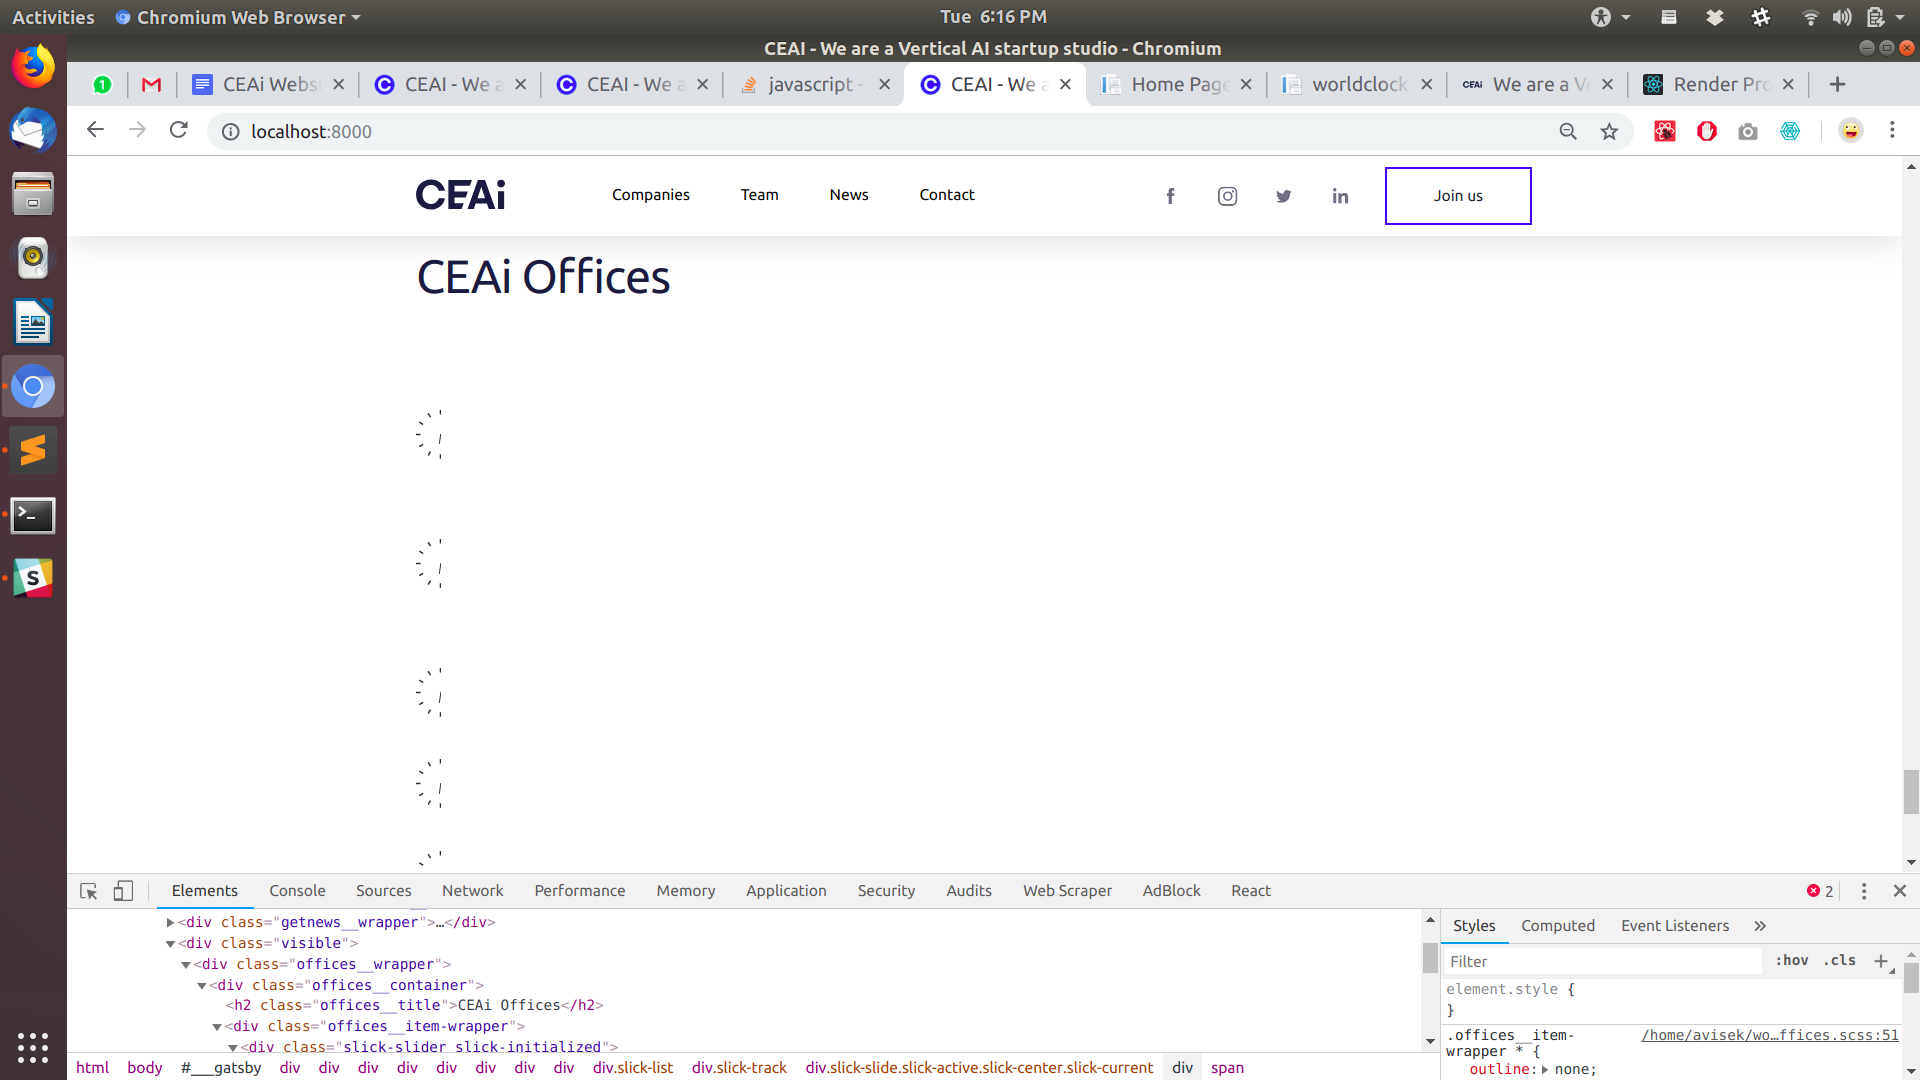 Activities Chromium Web Browser Tue 6:16 PM
CEAI - We are a Vertical AI startup studio - Chromium
1 CEAi Webs CEAI - We a CEAI - We a javascript - CEAI - We a Home Page worldclock CEAi We are a Ve Render Pro
localhost:8000
CEAi Companies Team News Contact Join us
CEAi Offices
Elements Console Sources Network Performance Memory Application Security Audits Web Scraper AdBlock React 2
<div class="getnews__wrapper">…</div>
<div class="visible">
<div class="offices__wrapper">
<div class="offices__container">
<h2 class="offices__title">CEAi Offices</h2>
<div class="offices__item-wrapper">
<div class="slick-slider slick-initialized">
html body #___gatsby div div div div div div div div div.slick-list div.slick-track div.slick-slide.slick-active.slick-center.slick-current div span
Styles Computed Event Listeners »
Filter :hov .cls +
element.style {
}
.offices__item-wrapper * { /home/avisek/wo…ffices.scss:51
outline: none;